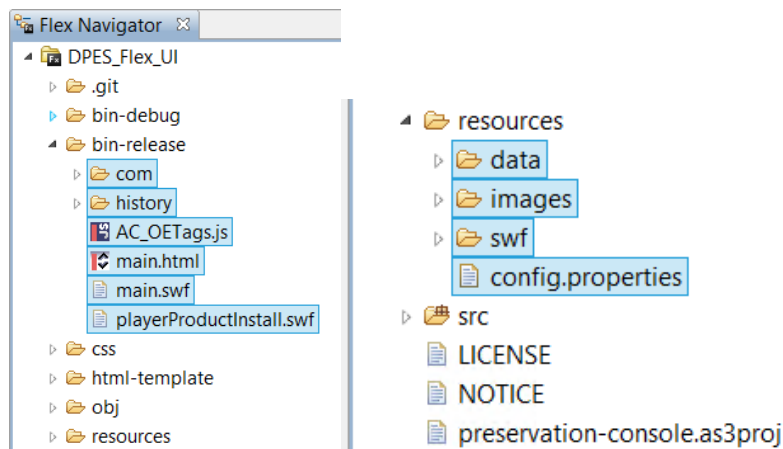 Flex Navigator
DPES_Flex_UI
.git
bin-debug
bin-release
com
history
AC_OETags.js
main.html
main.swf
playerProductInstall.swf
css
html-template
obj
resources
resources
data
images
swf
config.properties
src
LICENSE
NOTICE
preservation-console.as3proj